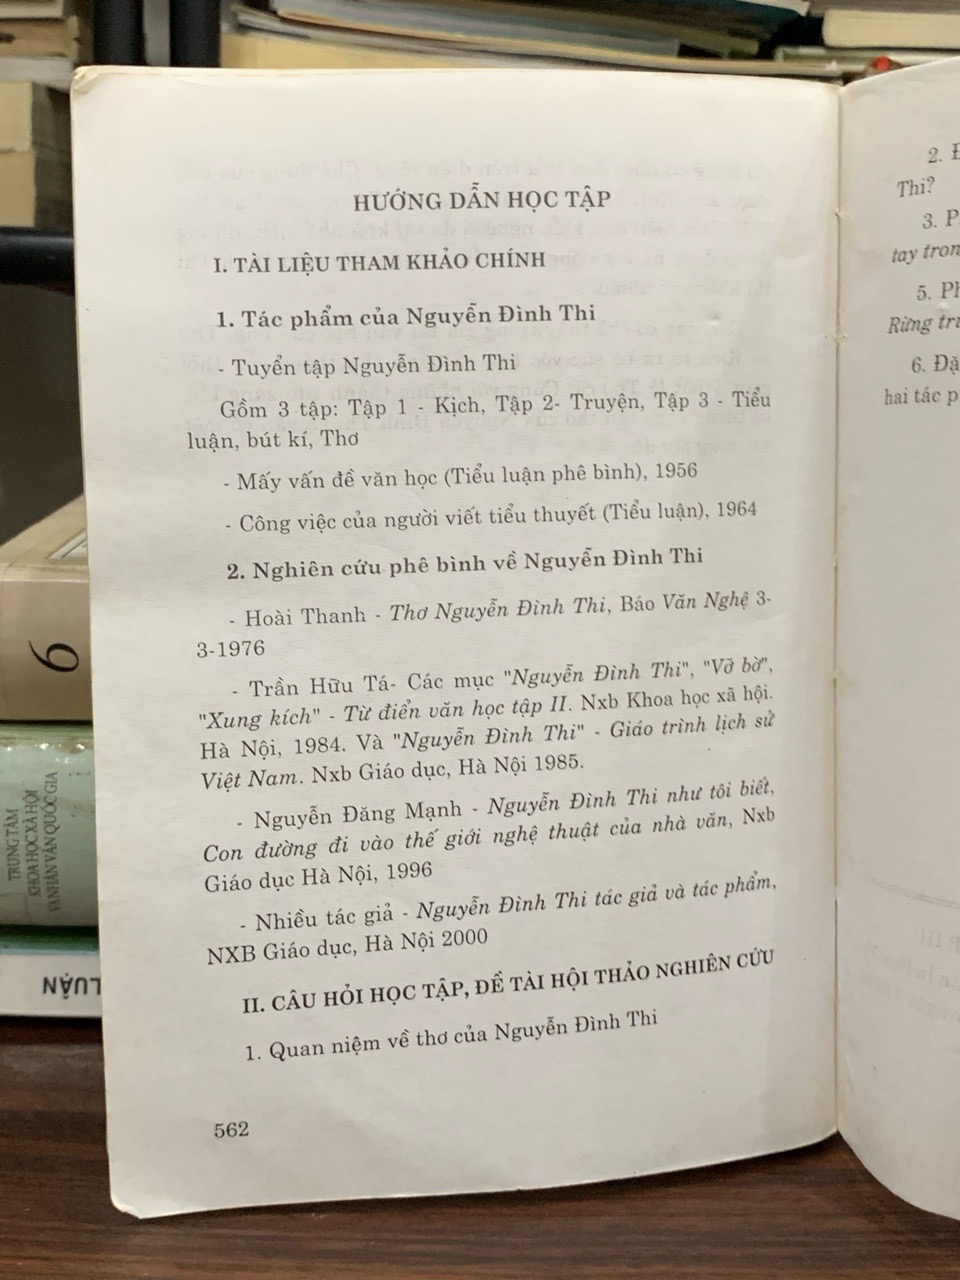 HƯỚNG DẪN HỌC TẬP
I. TÀI LIỆU THAM KHẢO CHÍNH
1. Tác phẩm của Nguyễn Đình Thi
- Tuyển tập Nguyễn Đình Thi
Gồm 3 tập: Tập 1 - Kịch, Tập 2- Truyện, Tập 3 - Tiểu
luận, bút kí, Thơ
- Mấy vấn đề văn học (Tiểu luận phê bình), 1956
- Công việc của người viết tiểu thuyết (Tiểu luận), 1964
2. Nghiên cứu phê bình về Nguyễn Đình Thi
- Hoài Thanh - Thơ Nguyễn Đình Thi, Báo Văn Nghệ 3-
3-1976
- Trần Hữu Tá- Các mục "Nguyễn Đình Thi", "Vỡ bờ",
"Xung kích" - Từ điển văn học tập II. Nxb Khoa học xã hội.
Hà Nội, 1984. Và "Nguyễn Đình Thi" - Giáo trình lịch sử
Việt Nam. Nxb Giáo dục, Hà Nội 1985.
- Nguyễn Đăng Mạnh - Nguyễn Đình Thi như tôi biết,
Con đường đi vào thế giới nghệ thuật của nhà văn, Nxb
Giáo dục Hà Nội, 1996
- Nhiều tác giả - Nguyễn Đình Thi tác giả và tác phẩm,
NXB Giáo dục, Hà Nội 2000
II. CÂU HỎI HỌC TẬP, ĐỀ TÀI HỘI THẢO NGHIÊN CỨU
1. Quan niệm về thơ của Nguyễn Đình Thi
562
2.
Thi?
3.
tay
5.
Rừng
6. Đặ
hai tác
9
TRUNG TÂM
KHOA HỌC XÃ HỘI
VÀ NHÂN VĂN QUỐC GIA
LUẬN